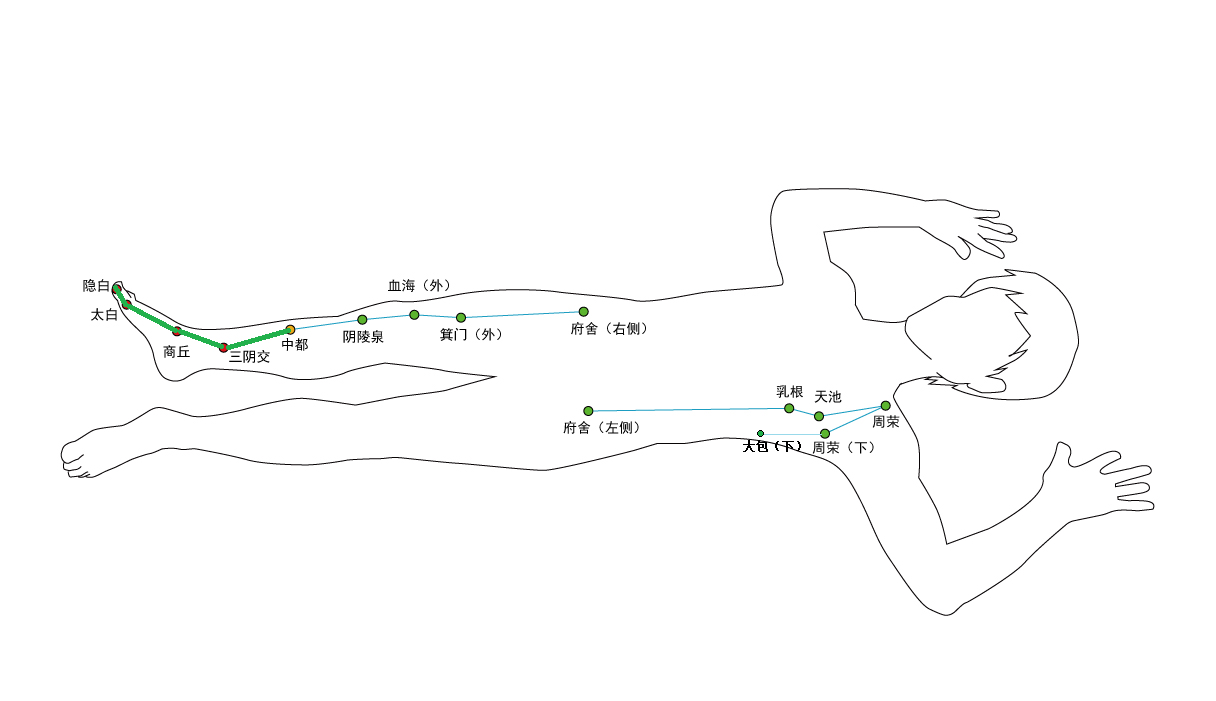 隐白
太白
商丘
三阴交
中都
阴陵泉
血海（外）
箕门（外）
府舍（右侧）
府舍（左侧）
乳根
天池
周荣
大包（下）
周荣（下）